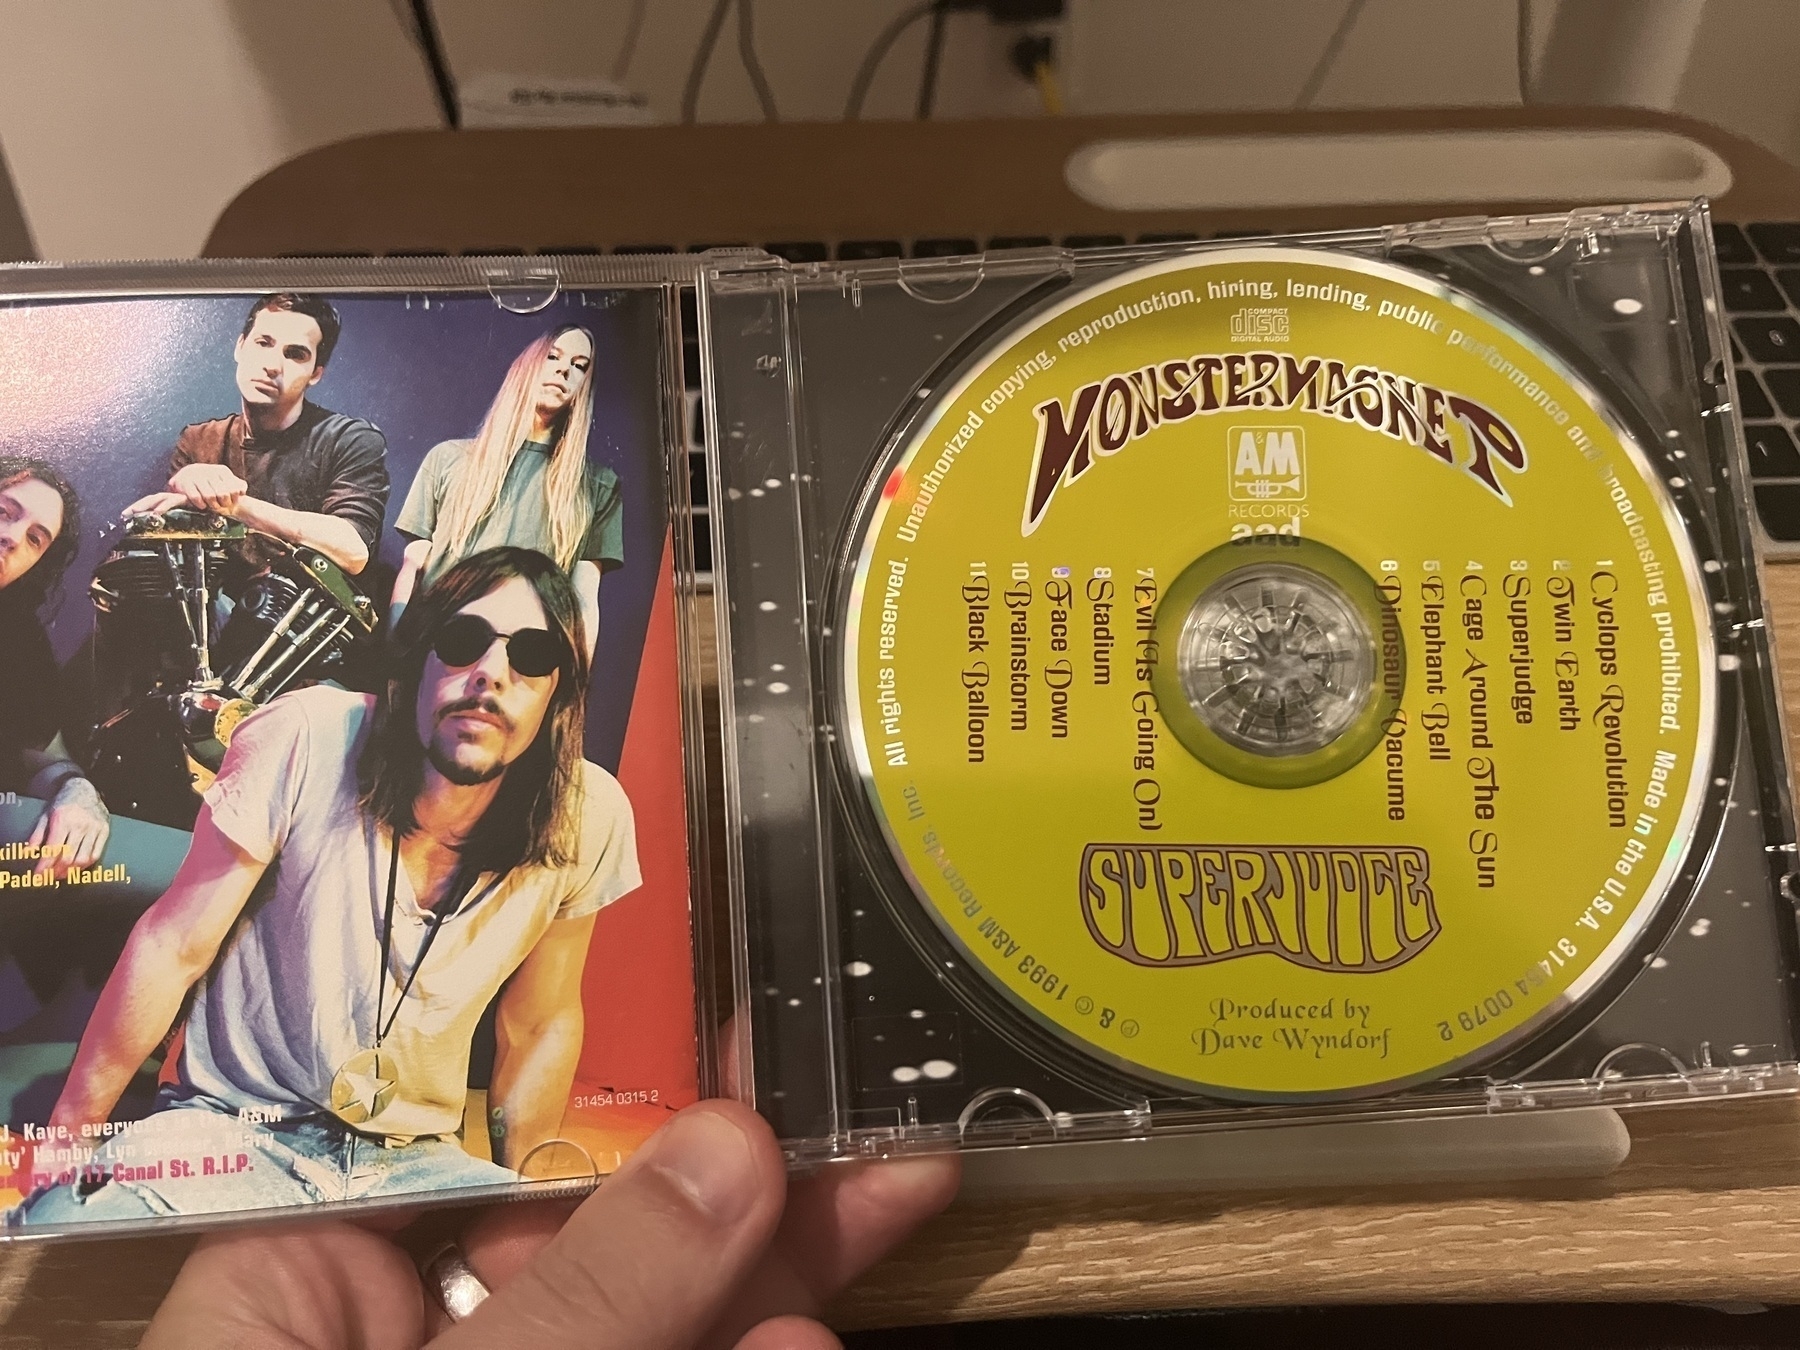 on,
Padell, Nadell,
J. Kaye, everyone
A&M
ty' Hamby, Lyn
Mary
of 17 Canal St. R.I.P.
31454 0315 2
Unauthorized copying, reproduction, hiring, lending, public performance and broadcasting prohibited. Made in the U.S.A. 31454 0079 2
COMPACT
disc
DIGITAL AUDIO
MONSTER MAGNET
A&M
RECORDS
aad
1 Cyclops Revolution
2 Twin Earth
3 Superjudge
4 Cage Around The Sun
5 Elephant Bell
6 Dinosaur Vacume
7 Evil (Is Going On)
8 Stadium
9 Face Down
10 Brainstorm
11 Black Balloon
SUPERJUDGE
Produced by
Dave Wyndorf
℗ & © 1993 A&M Records, Inc. All rights reserved.